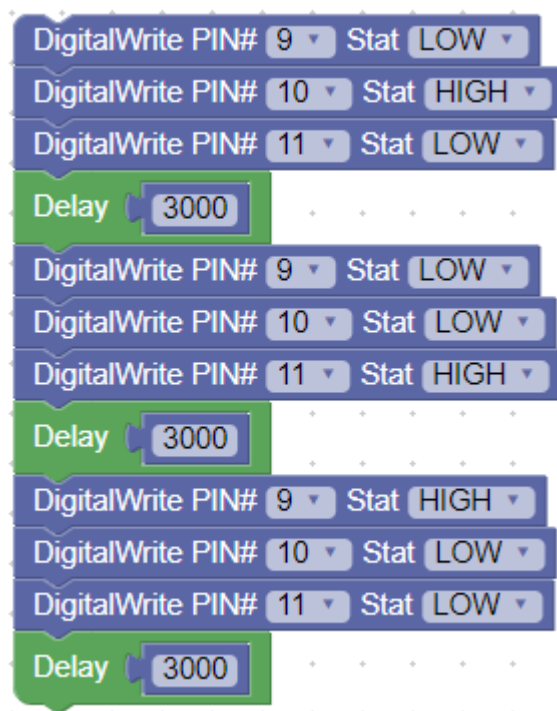 DigitalWrite PIN# 9 Stat LOW
DigitalWrite PIN# 10 Stat HIGH
DigitalWrite PIN# 11 Stat LOW
Delay 3000
DigitalWrite PIN# 9 Stat LOW
DigitalWrite PIN# 10 Stat LOW
DigitalWrite PIN# 11 Stat HIGH
Delay 3000
DigitalWrite PIN# 9 Stat HIGH
DigitalWrite PIN# 10 Stat LOW
DigitalWrite PIN# 11 Stat LOW
Delay 3000